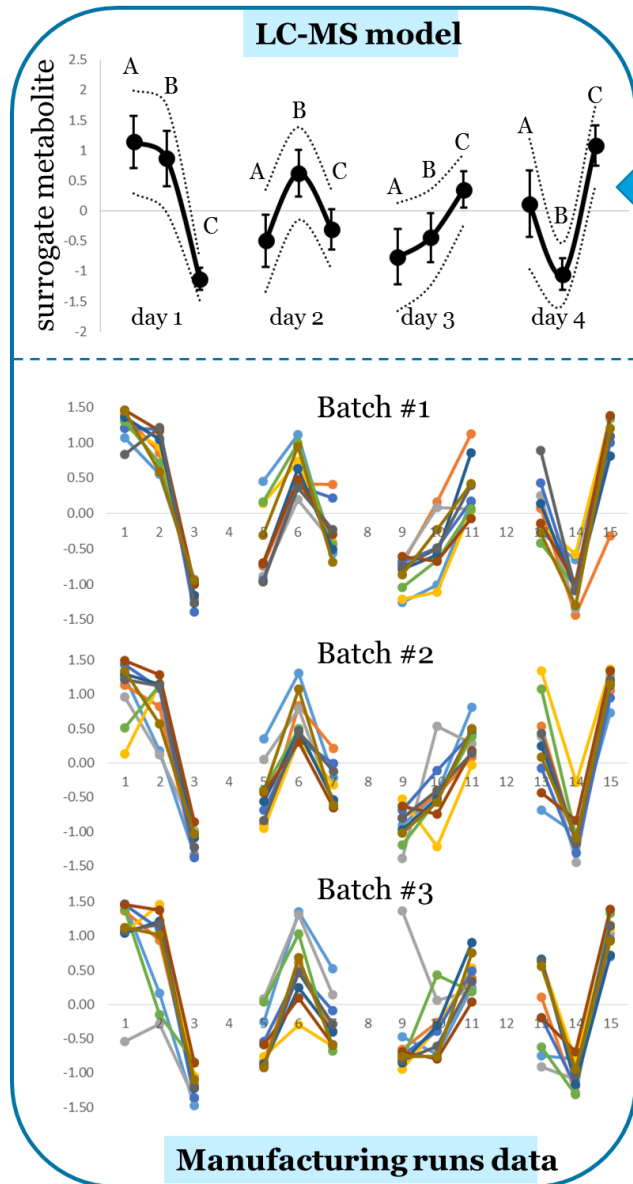 LC-MS model
surrogate metabolite
2.5
2
1.5
1
0.5
0
-0.5
-1
-1.5
-2
A
B
C
A
B
C
A
B
C
A
B
C
day 1
day 2
day 3
day 4
Batch #1
1.50
1.00
0.50
0.00
-0.50
-1.00
-1.50
1 2 3 4 5 6 7 8 9 10 11 12 13 14 15
Batch #2
1.50
1.00
0.50
0.00
-0.50
-1.00
-1.50
1 2 3 4 5 6 7 8 9 10 11 12 13 14 15
Batch #3
1.50
1.00
0.50
0.00
-0.50
-1.00
-1.50
1 2 3 4 5 6 7 8 9 10 11 12 13 14 15
Manufacturing runs data